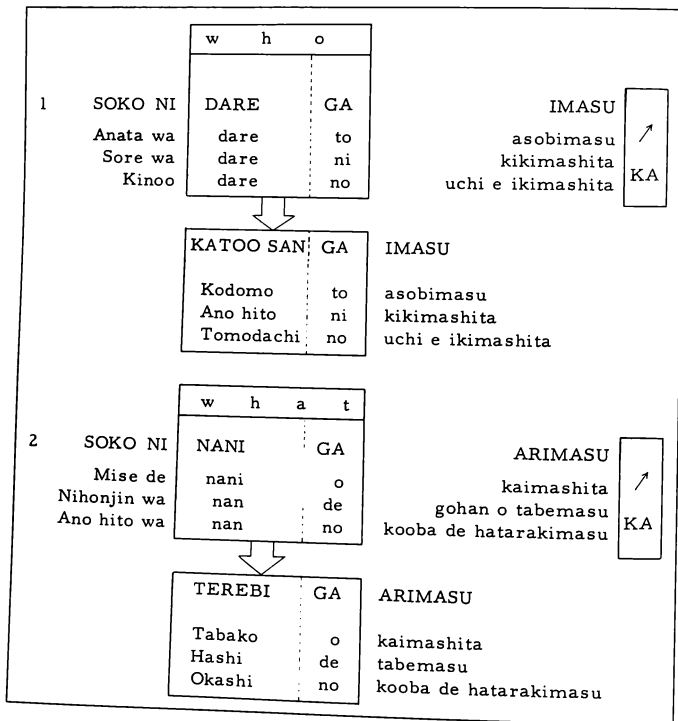 w h o
1 SOKO NI DARE GA IMASU
Anata wa dare to asobimasu ↗
Sore wa dare ni kikimashita
Kinoo dare no uchi e ikimashita KA
KATOO SAN GA IMASU
Kodomo to asobimasu
Ano hito ni kikimashita
Tomodachi no uchi e ikimashita
w h a t
2 SOKO NI NANI GA ARIMASU
Mise de nani o kaimashita ↗
Nihonjin wa nan de gohan o tabemasu
Ano hito wa nan no kooba de hatarakimasu KA
TEREBI GA ARIMASU
Tabako o kaimashita
Hashi de tabemasu
Okashi no kooba de hatarakimasu